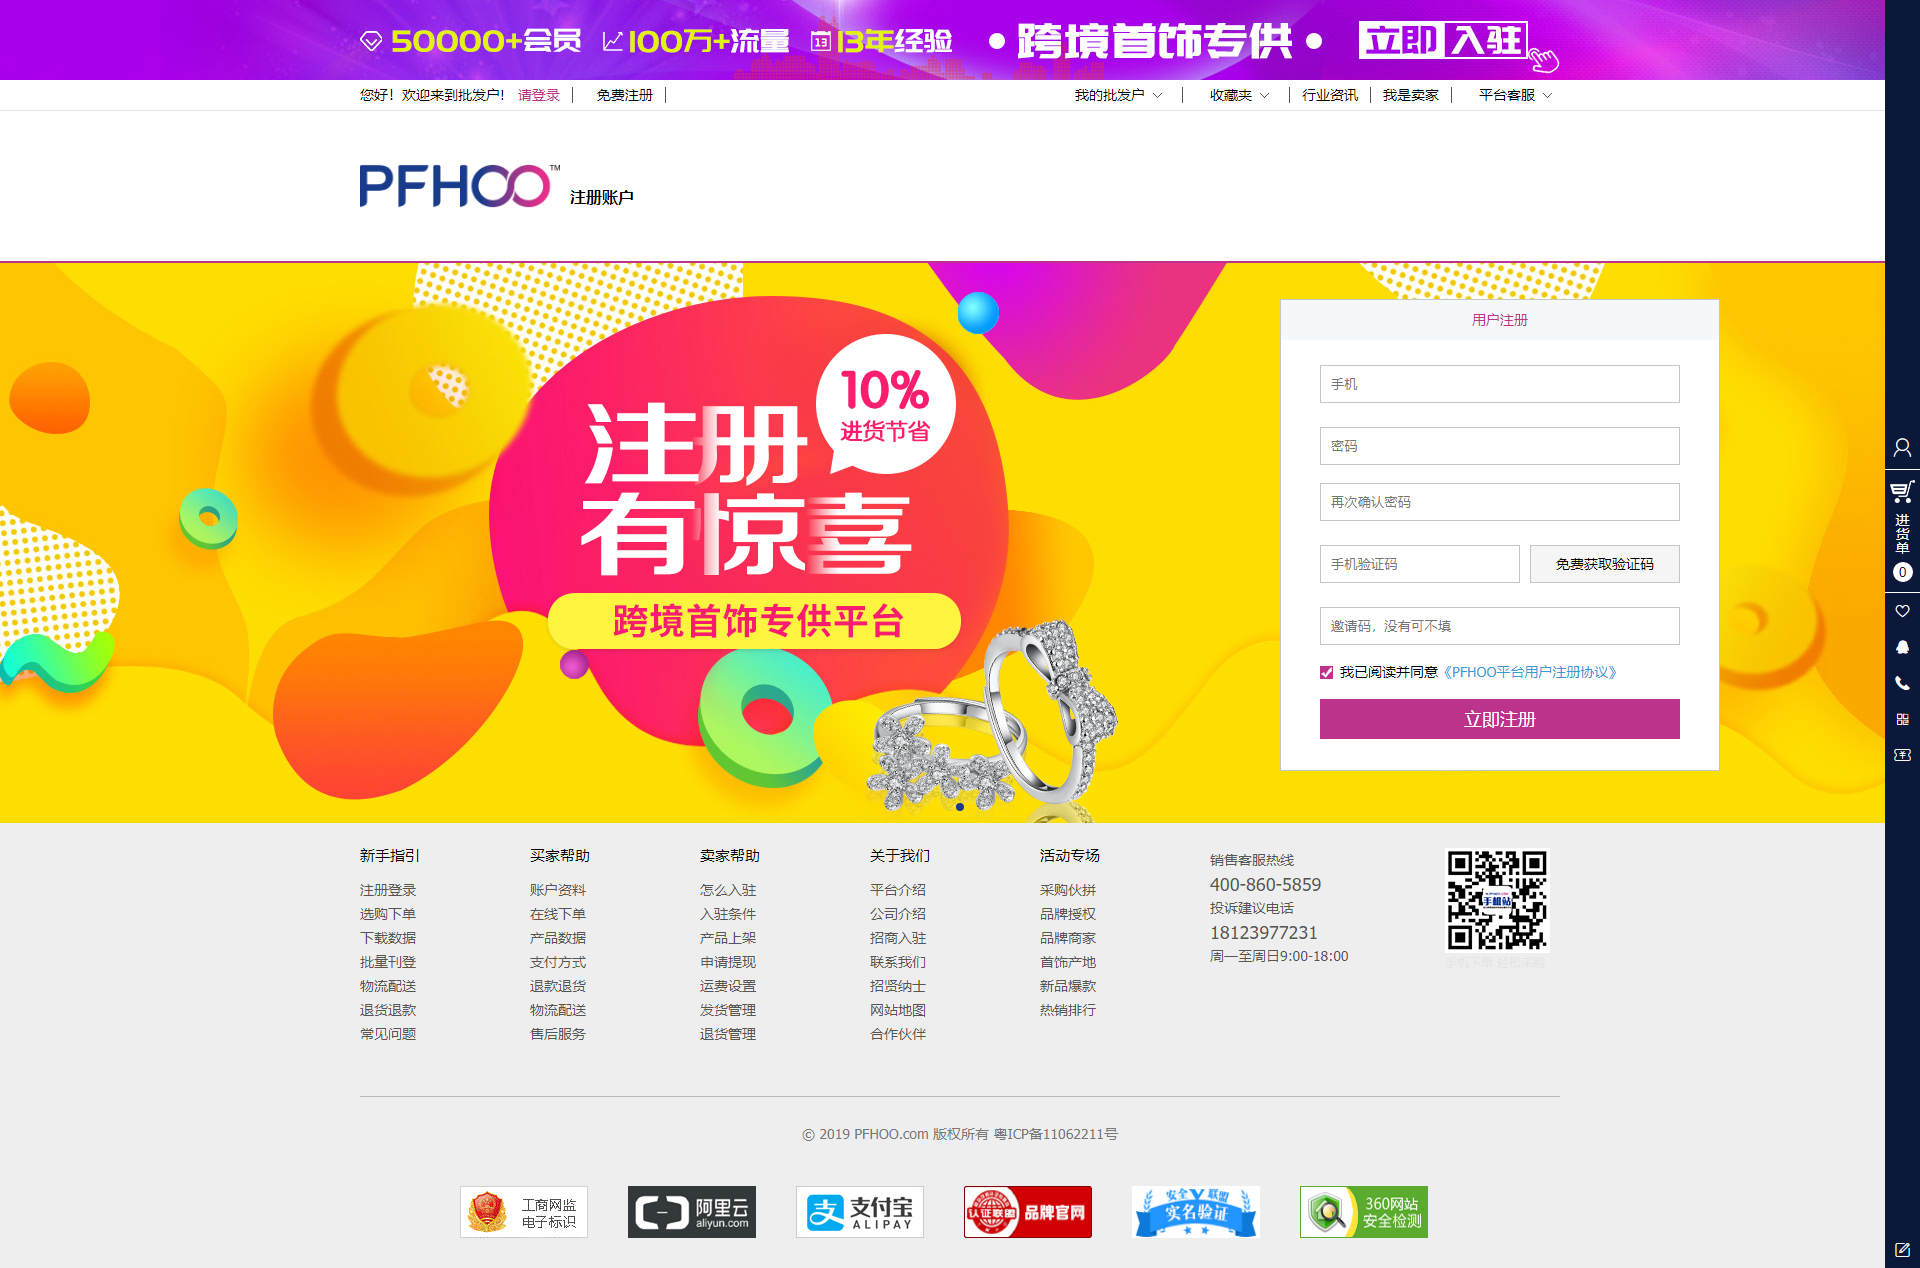 50000+会员 100万+流量 13 13年经验 跨境首饰专供 立即入驻
您好！欢迎来到批发户! 请登录 免费注册 我的批发户 收藏夹 行业资讯 我是卖家 平台客服
PFHOO™ 注册账户
用户注册
10%
进货节省
注册
有惊喜
跨境首饰专供平台
手机
密码
再次确认密码
手机验证码 免费获取验证码
邀请码，没有可不填
我已阅读并同意《PFHOO平台用户注册协议》
立即注册
进货单
0
新手指引
注册登录
选购下单
下载数据
批量刊登
物流配送
退货退款
常见问题
买家帮助
账户资料
在线下单
产品数据
支付方式
退款退货
物流配送
售后服务
卖家帮助
怎么入驻
入驻条件
产品上架
申请提现
运费设置
发货管理
退货管理
关于我们
平台介绍
公司介绍
招商入驻
联系我们
招贤纳士
网站地图
合作伙伴
活动专场
采购伙拼
品牌授权
品牌商家
首饰产地
新品爆款
热销排行
销售客服热线
400-860-5859
投诉建议电话
18123977231
周一至周日9:00-18:00
手机站
© 2019 PFHOO.com 版权所有 粤ICP备11062211号
工商网监
电子标识
阿里云
aliyun.com
支付宝
ALIPAY
认证联盟 品牌官网
安全联盟
实名验证
360网站
安全检测